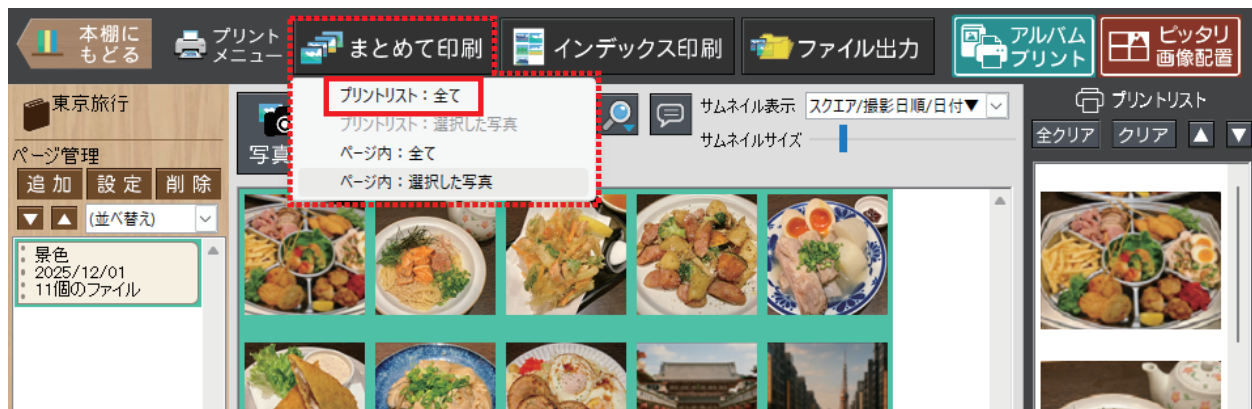 本棚に
もどる
プリント
メニュー
まとめて印刷
インデックス印刷
ファイル出力
アルバム
プリント
ピッタリ
画像配置
プリントリスト：全て
プリントリスト：選択した写真
ページ内：全て
ページ内：選択した写真
東京旅行
ページ管理
追加
設定
削除
▼ ▲ (並べ替え)
景色
2025/12/01
11個のファイル
写真
サムネイル表示 スクエア/撮影日順/日付▼
サムネイルサイズ
プリントリスト
全クリア クリア ▲ ▼